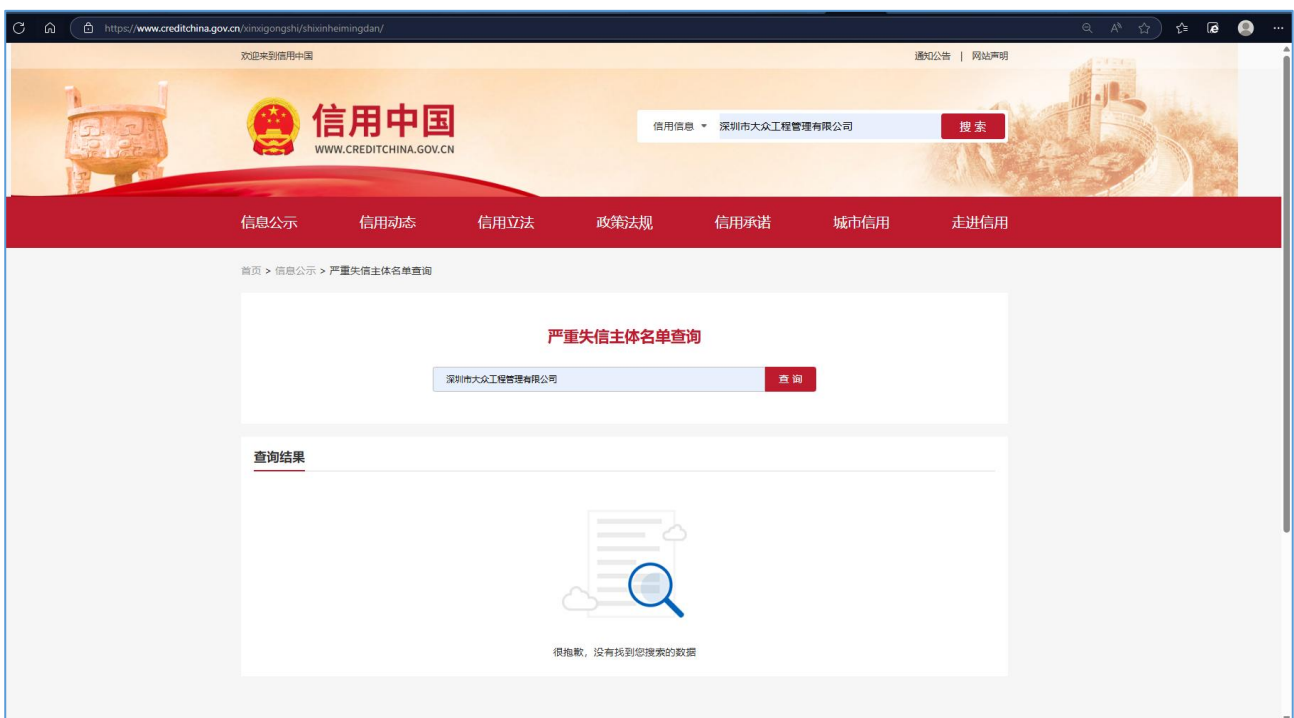 https://www.creditchina.gov.cn/xinxigongshi/shixinheimingdan/
欢迎来到信用中国
通知公告 | 网站声明
信用中国
WWW.CREDITCHINA.GOV.CN
信用信息 深圳市大众工程管理有限公司 搜索
信息公示 信用动态 信用立法 政策法规 信用承诺 城市信用 走进信用
首页 > 信息公示 > 严重失信主体名单查询
严重失信主体名单查询
深圳市大众工程管理有限公司 查询
查询结果
很抱歉，没有找到您搜索的数据